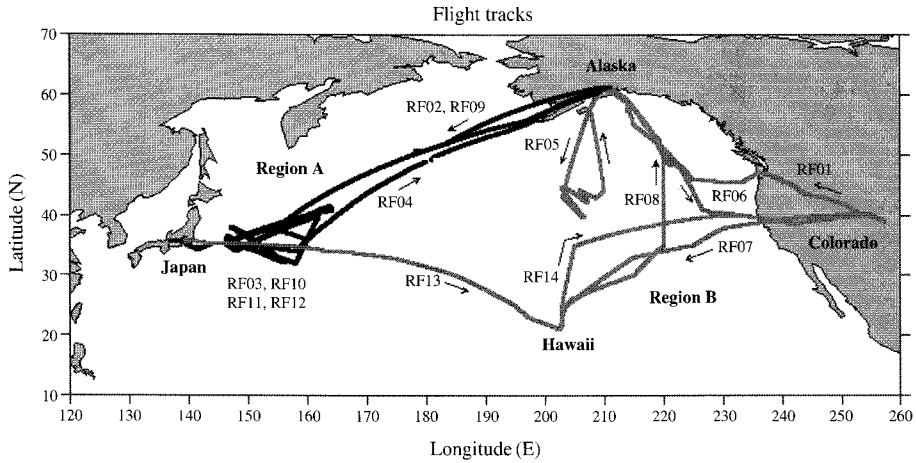 Flight tracks
70
60
50
40
30
20
10
Latitude (N)
Alaska
RF02, RF09
RF05
RF01
Region A
RF04
RF08
RF06
Colorado
Japan
RF07
RF03, RF10
RF11, RF12
RF13
RF14
Region B
Hawaii
120 130 140 150 160 170 180 190 200 210 220 230 240 250 260
Longitude (E)